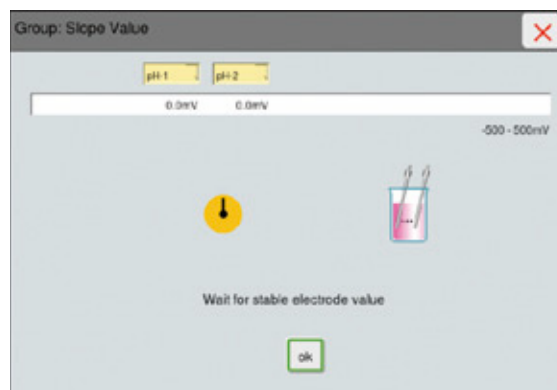 Group: Slope Value
pH-1 pH-2
0.0mV 0.0mV
-500 - 500mV
Wait for stable electrode value
ok